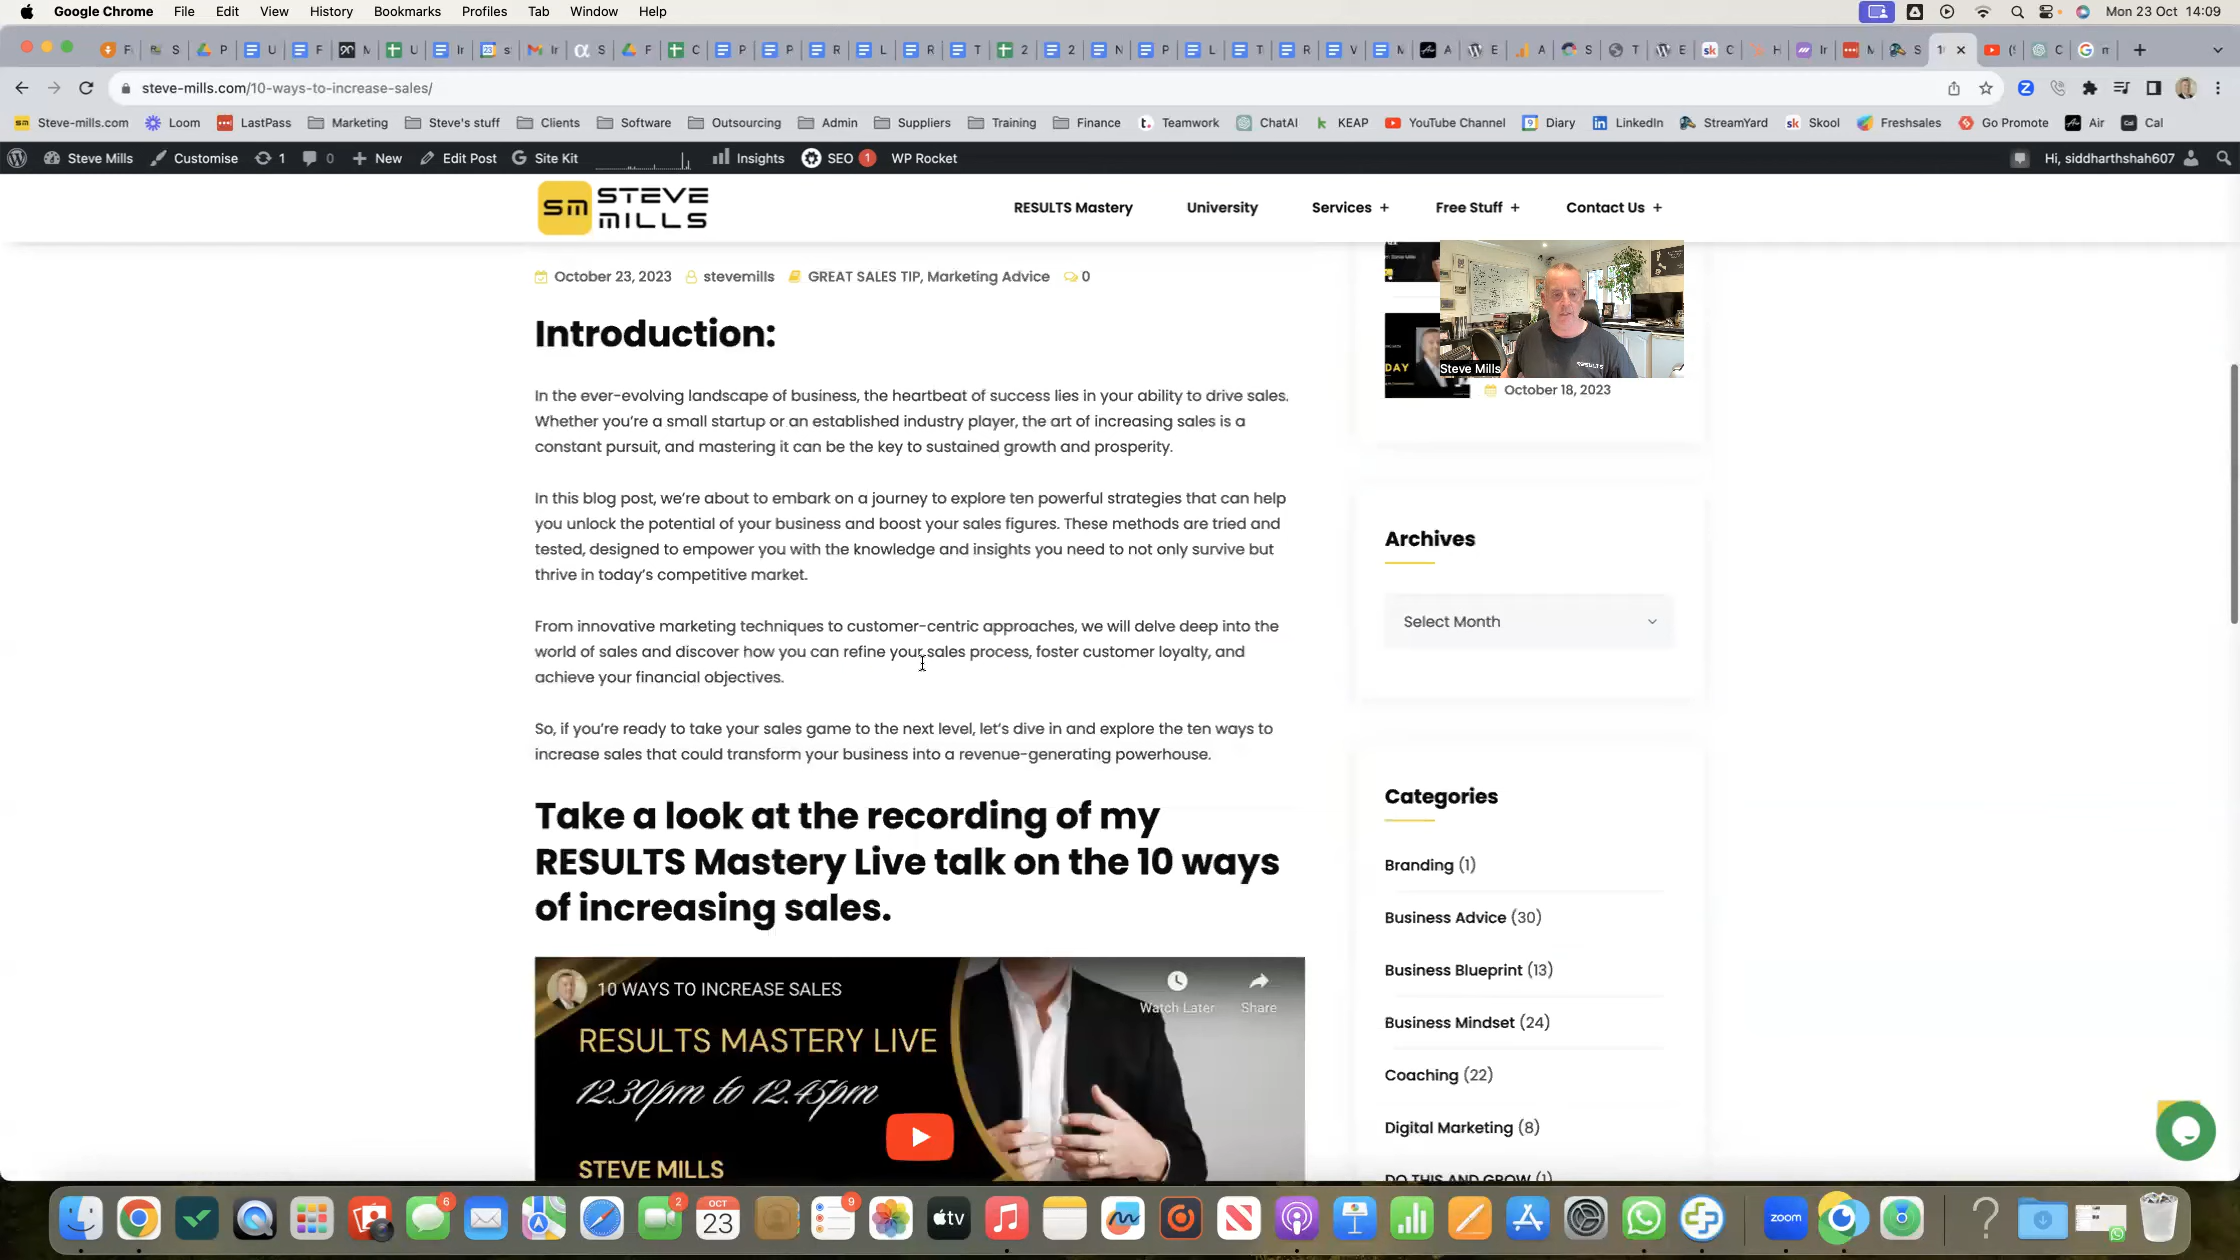 Google Chrome File Edit View History Bookmarks Profiles Tab Window Help
Mon 23 Oct 14:09
steve-mills.com/10-ways-to-increase-sales/
Steve-mills.com Loom LastPass Marketing Steve's stuff Clients Software Outsourcing Admin Suppliers Training Finance Teamwork ChatAI KEAP YouTube Channel Diary LinkedIn StreamYard Skool Freshsales Go Promote Air Cal
Steve Mills Customise 1 0 New Edit Post Site Kit Insights SEO 1 WP Rocket
Hi, siddharthshah607
sm STEVE MILLS
RESULTS Mastery University Services + Free Stuff + Contact Us +
October 23, 2023 stevemills GREAT SALES TIP, Marketing Advice 0
Introduction:
In the ever-evolving landscape of business, the heartbeat of success lies in your ability to drive sales.
Whether you're a small startup or an established industry player, the art of increasing sales is a
constant pursuit, and mastering it can be the key to sustained growth and prosperity.
In this blog post, we're about to embark on a journey to explore ten powerful strategies that can help
you unlock the potential of your business and boost your sales figures. These methods are tried and
tested, designed to empower you with the knowledge and insights you need to not only survive but
thrive in today's competitive market.
From innovative marketing techniques to customer-centric approaches, we will delve deep into the
world of sales and discover how you can refine your sales process, foster customer loyalty, and
achieve your financial objectives.
So, if you're ready to take your sales game to the next level, let's dive in and explore the ten ways to
increase sales that could transform your business into a revenue-generating powerhouse.
Take a look at the recording of my
RESULTS Mastery Live talk on the 10 ways
of increasing sales.
10 WAYS TO INCREASE SALES
Watch Later Share
RESULTS MASTERY LIVE
12.30pm to 12.45pm
STEVE MILLS
Steve Mills
RESULTS
DAY
October 18, 2023
Archives
Select Month
Categories
Branding (1)
Business Advice (30)
Business Blueprint (13)
Business Mindset (24)
Coaching (22)
Digital Marketing (8)
DO THIS AND GROW (1)
6 2 OCT 23 9 tv zoom